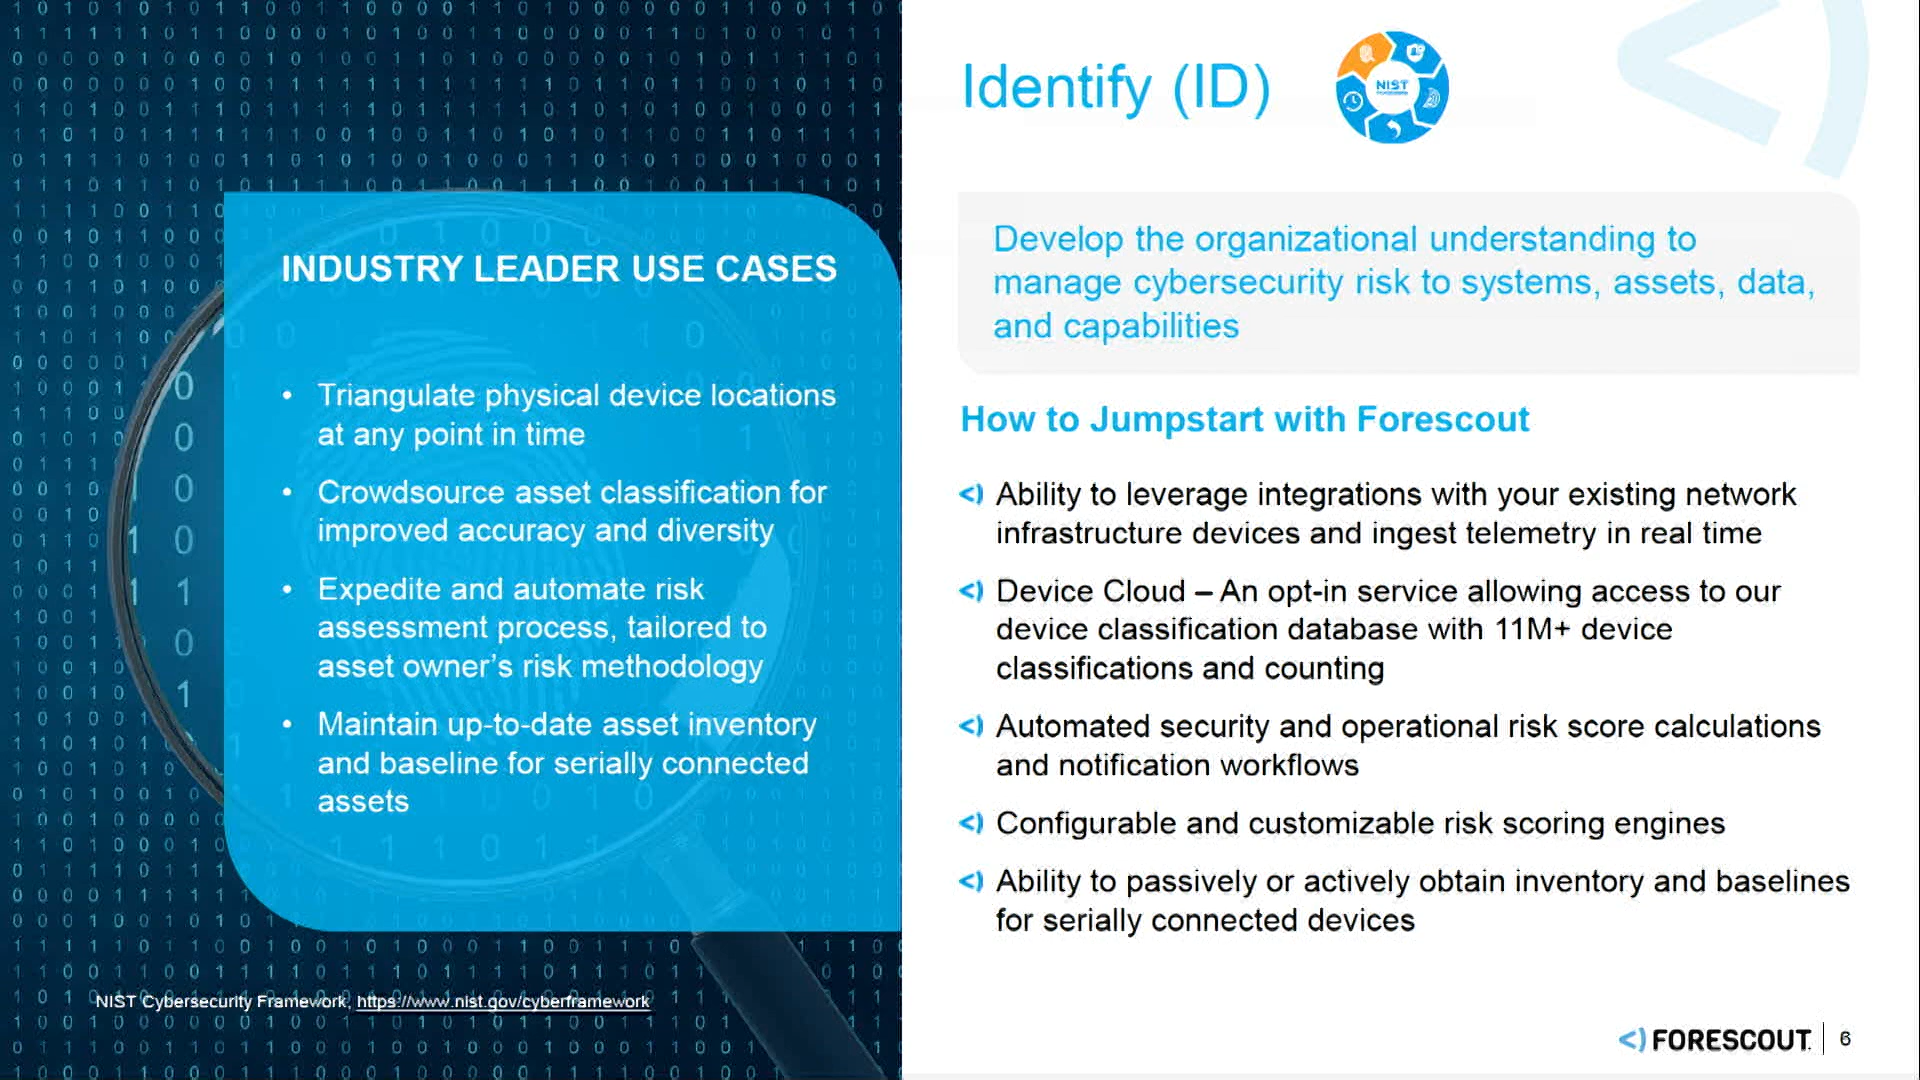 Identify (ID)
NIST
Develop the organizational understanding to
manage cybersecurity risk to systems, assets, data,
and capabilities
INDUSTRY LEADER USE CASES
• Triangulate physical device locations
at any point in time
• Crowdsource asset classification for
improved accuracy and diversity
• Expedite and automate risk
assessment process, tailored to
asset owner’s risk methodology
• Maintain up-to-date asset inventory
and baseline for serially connected
assets
NIST Cybersecurity Framework, https://www.nist.gov/cyberframework
How to Jumpstart with Forescout
Ability to leverage integrations with your existing network
infrastructure devices and ingest telemetry in real time
Device Cloud – An opt-in service allowing access to our
device classification database with 11M+ device
classifications and counting
Automated security and operational risk score calculations
and notification workflows
Configurable and customizable risk scoring engines
Ability to passively or actively obtain inventory and baselines
for serially connected devices
<) FORESCOUT. 6